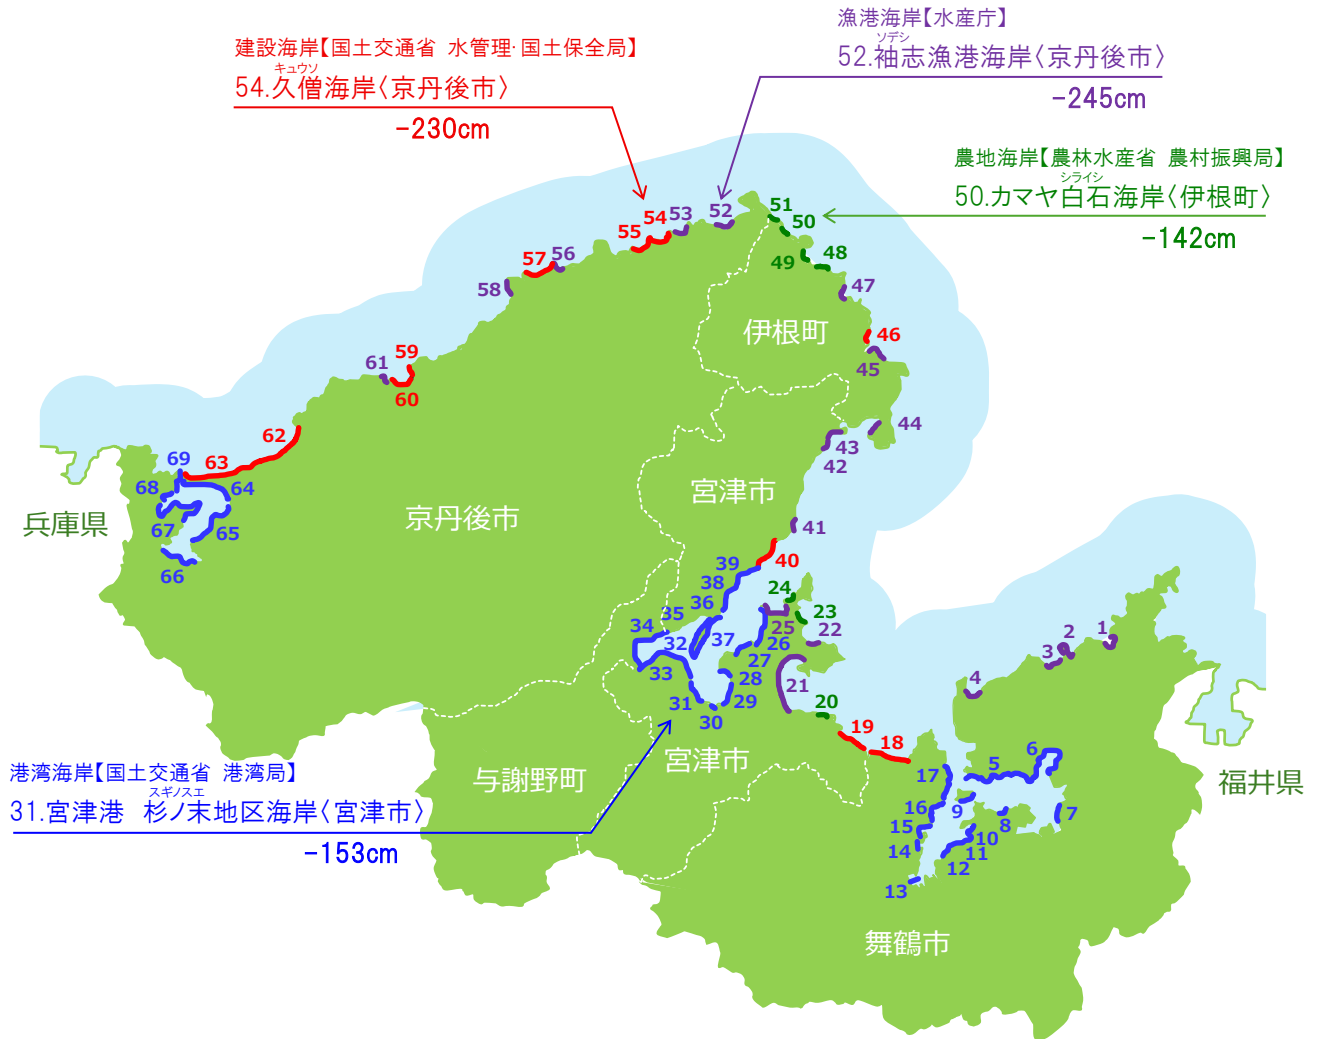 漁港海岸【水産庁】
ソデシ
52.袖志漁港海岸〈京丹後市〉
-245cm
建設海岸【国土交通省 水管理・国土保全局】
キュウソ
54.久僧海岸〈京丹後市〉
-230cm
農地海岸【農林水産省 農村振興局】
シライシ
50.カマヤ白石海岸〈伊根町〉
-142cm
51
50
52
53
54
55
49
48
56
57
58
47
46
45
伊根町
61
59
60
44
43
42
62
63
69
68
64
67
65
66
兵庫県
京丹後市
宮津市
41
40
39
38
36
35
34
32
37
33
24
23
22
25
26
27
28
21
31
30
29
20
19
18
1
2
3
4
6
5
17
16
9
8
7
15
10
14
11
12
13
福井県
宮津市
与謝野町
舞鶴市
港湾海岸【国土交通省 港湾局】
スギノスエ
31.宮津港 杉ノ末地区海岸〈宮津市〉
-153cm